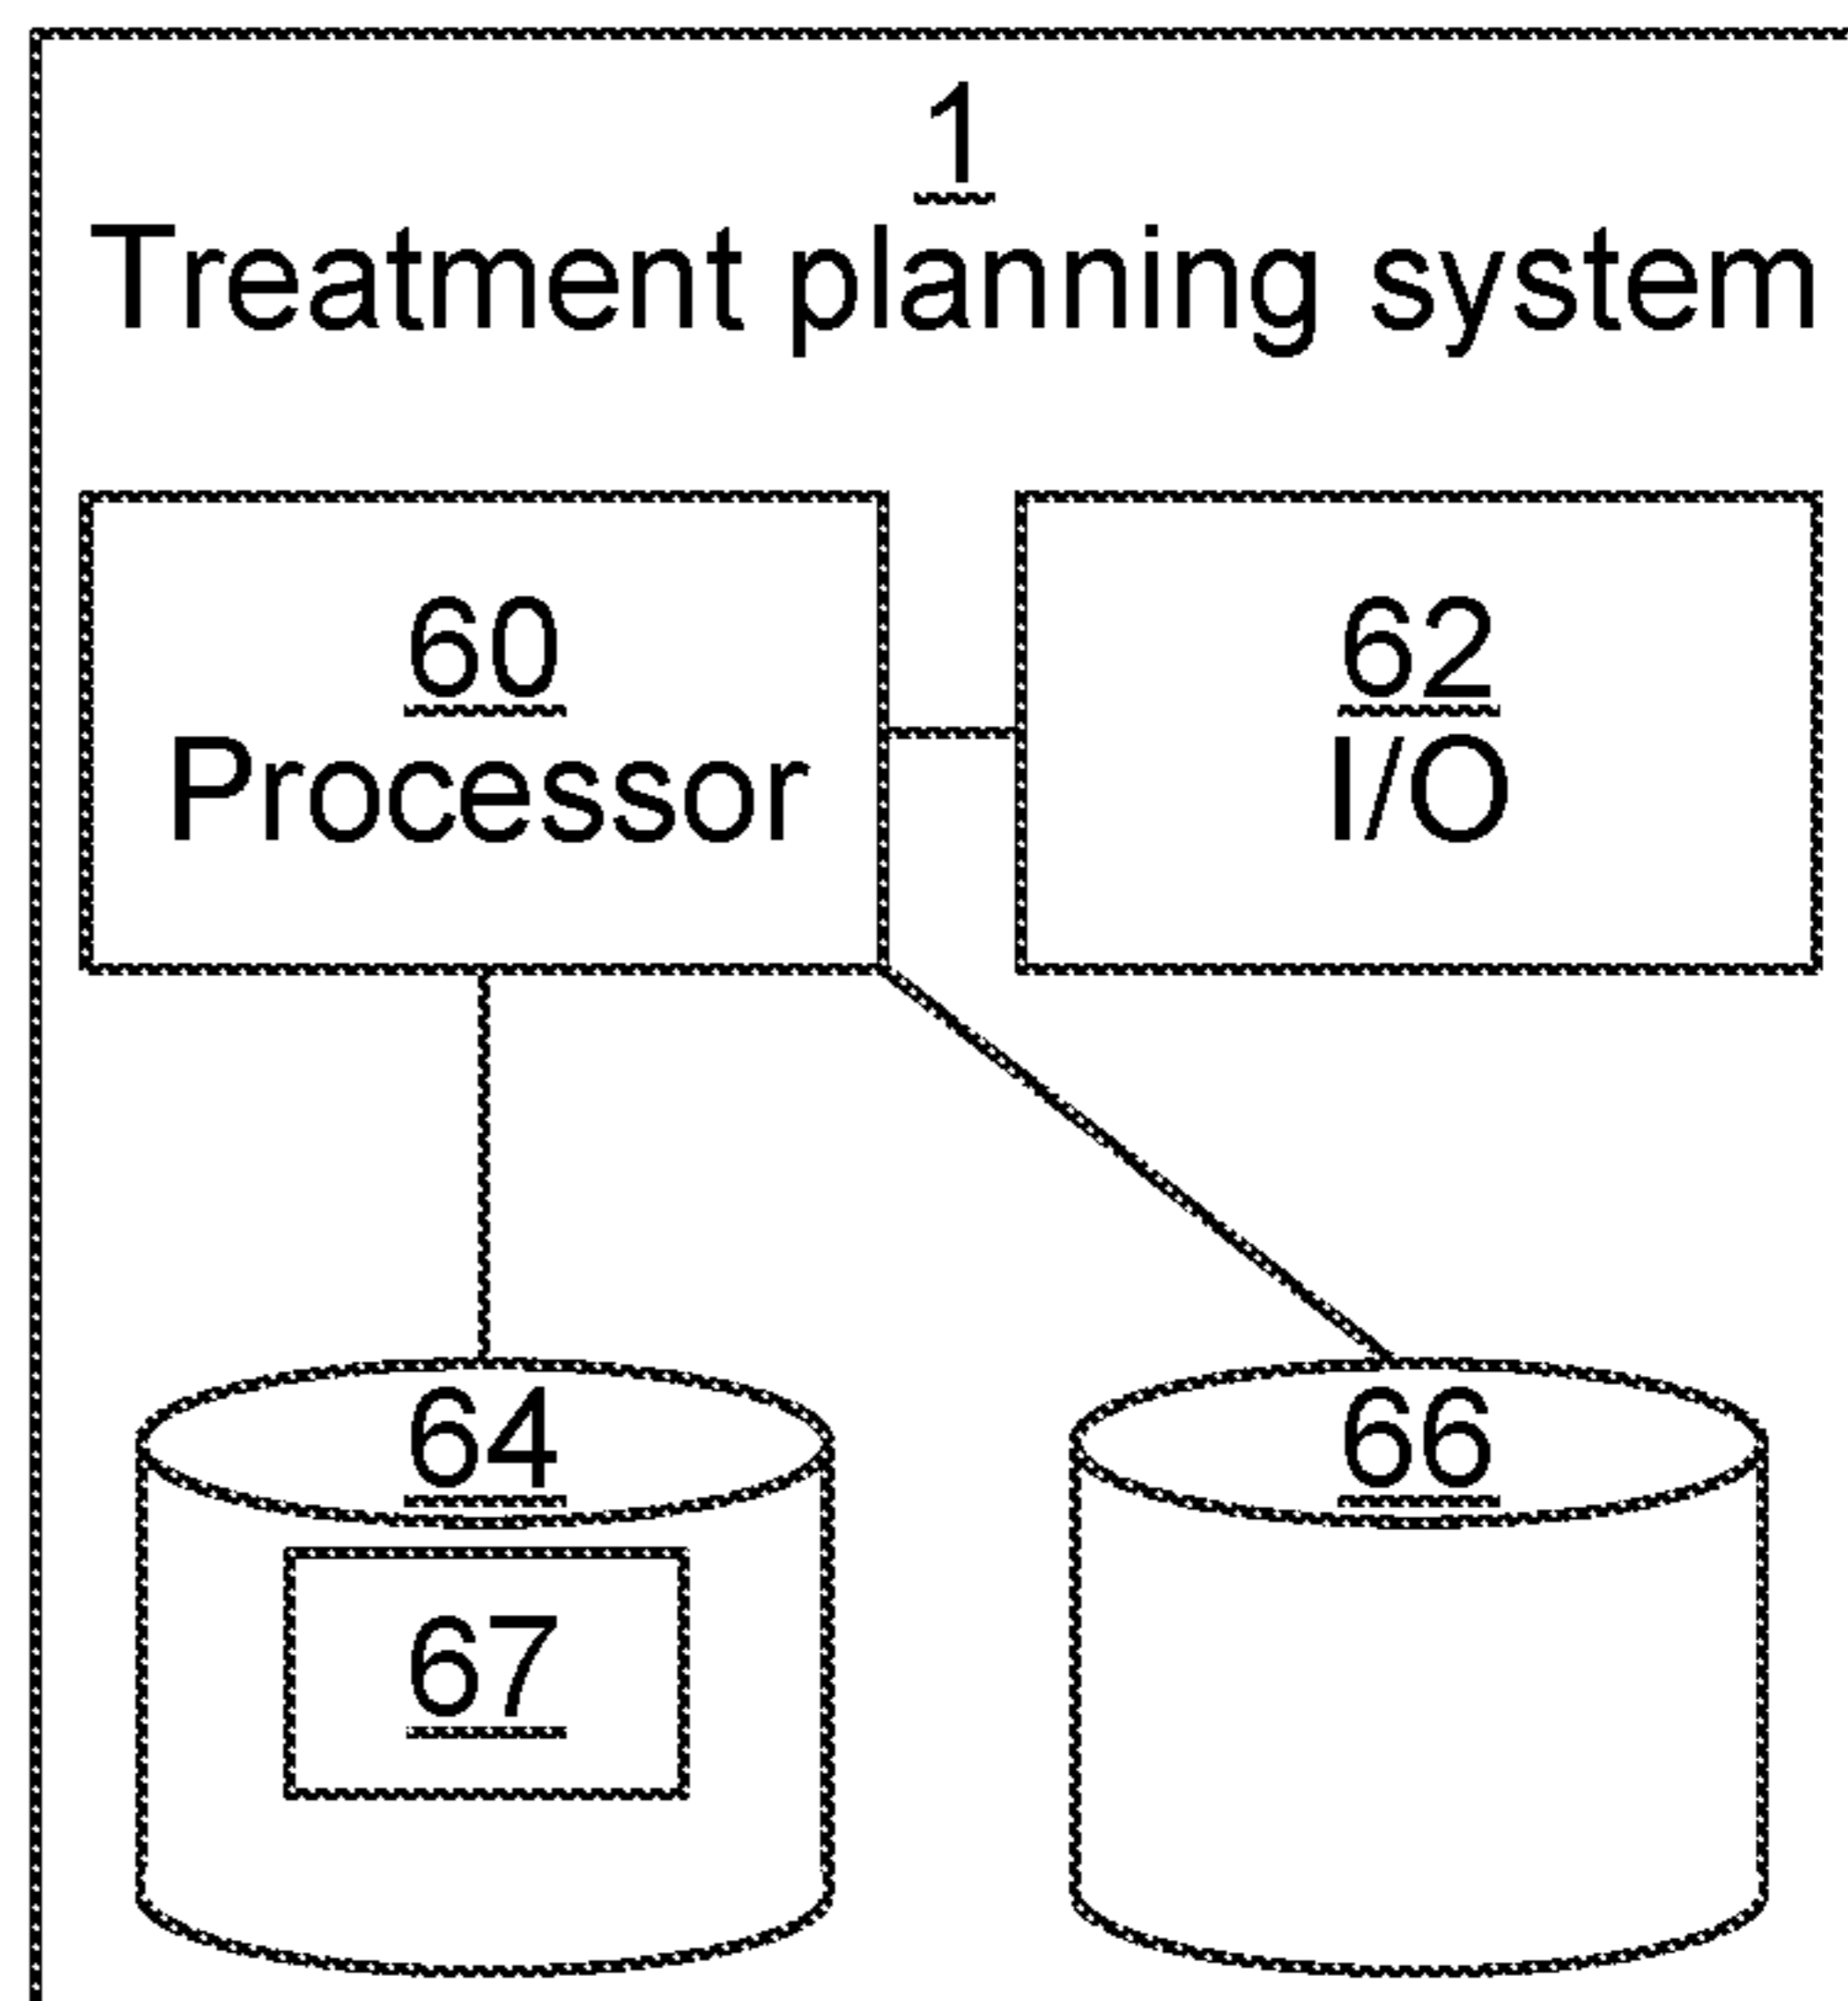 1
Treatment planning system
60
Processor
62
I/O
64
66
67